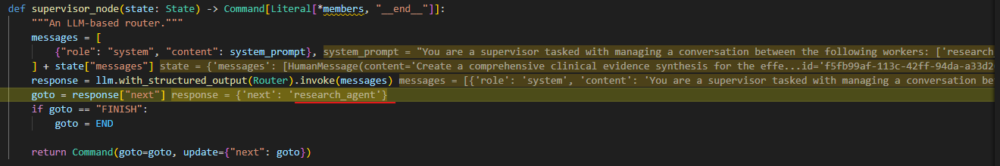 def supervisor_node(state: State) -> Command[Literal[*members, "__end__"]]:
    """An LLM-based router."""
    messages = [
        {"role": "system", "content": system_prompt}, system_prompt = "You are a supervisor tasked with managing a conversation between the following workers: ['research
    ] + state["messages"] state = {'messages': [HumanMessage(content='Create a comprehensive clinical evidence synthesis for the effe...id='f5fb99af-113c-42ff-94da-a33d2
    response = llm.with_structured_output(Router).invoke(messages) messages = [{'role': 'system', 'content': 'You are a supervisor tasked with managing a conversation be
    goto = response["next"] response = {'next': 'research_agent'}
    if goto == "FINISH":
        goto = END
    return Command(goto=goto, update={"next": goto})